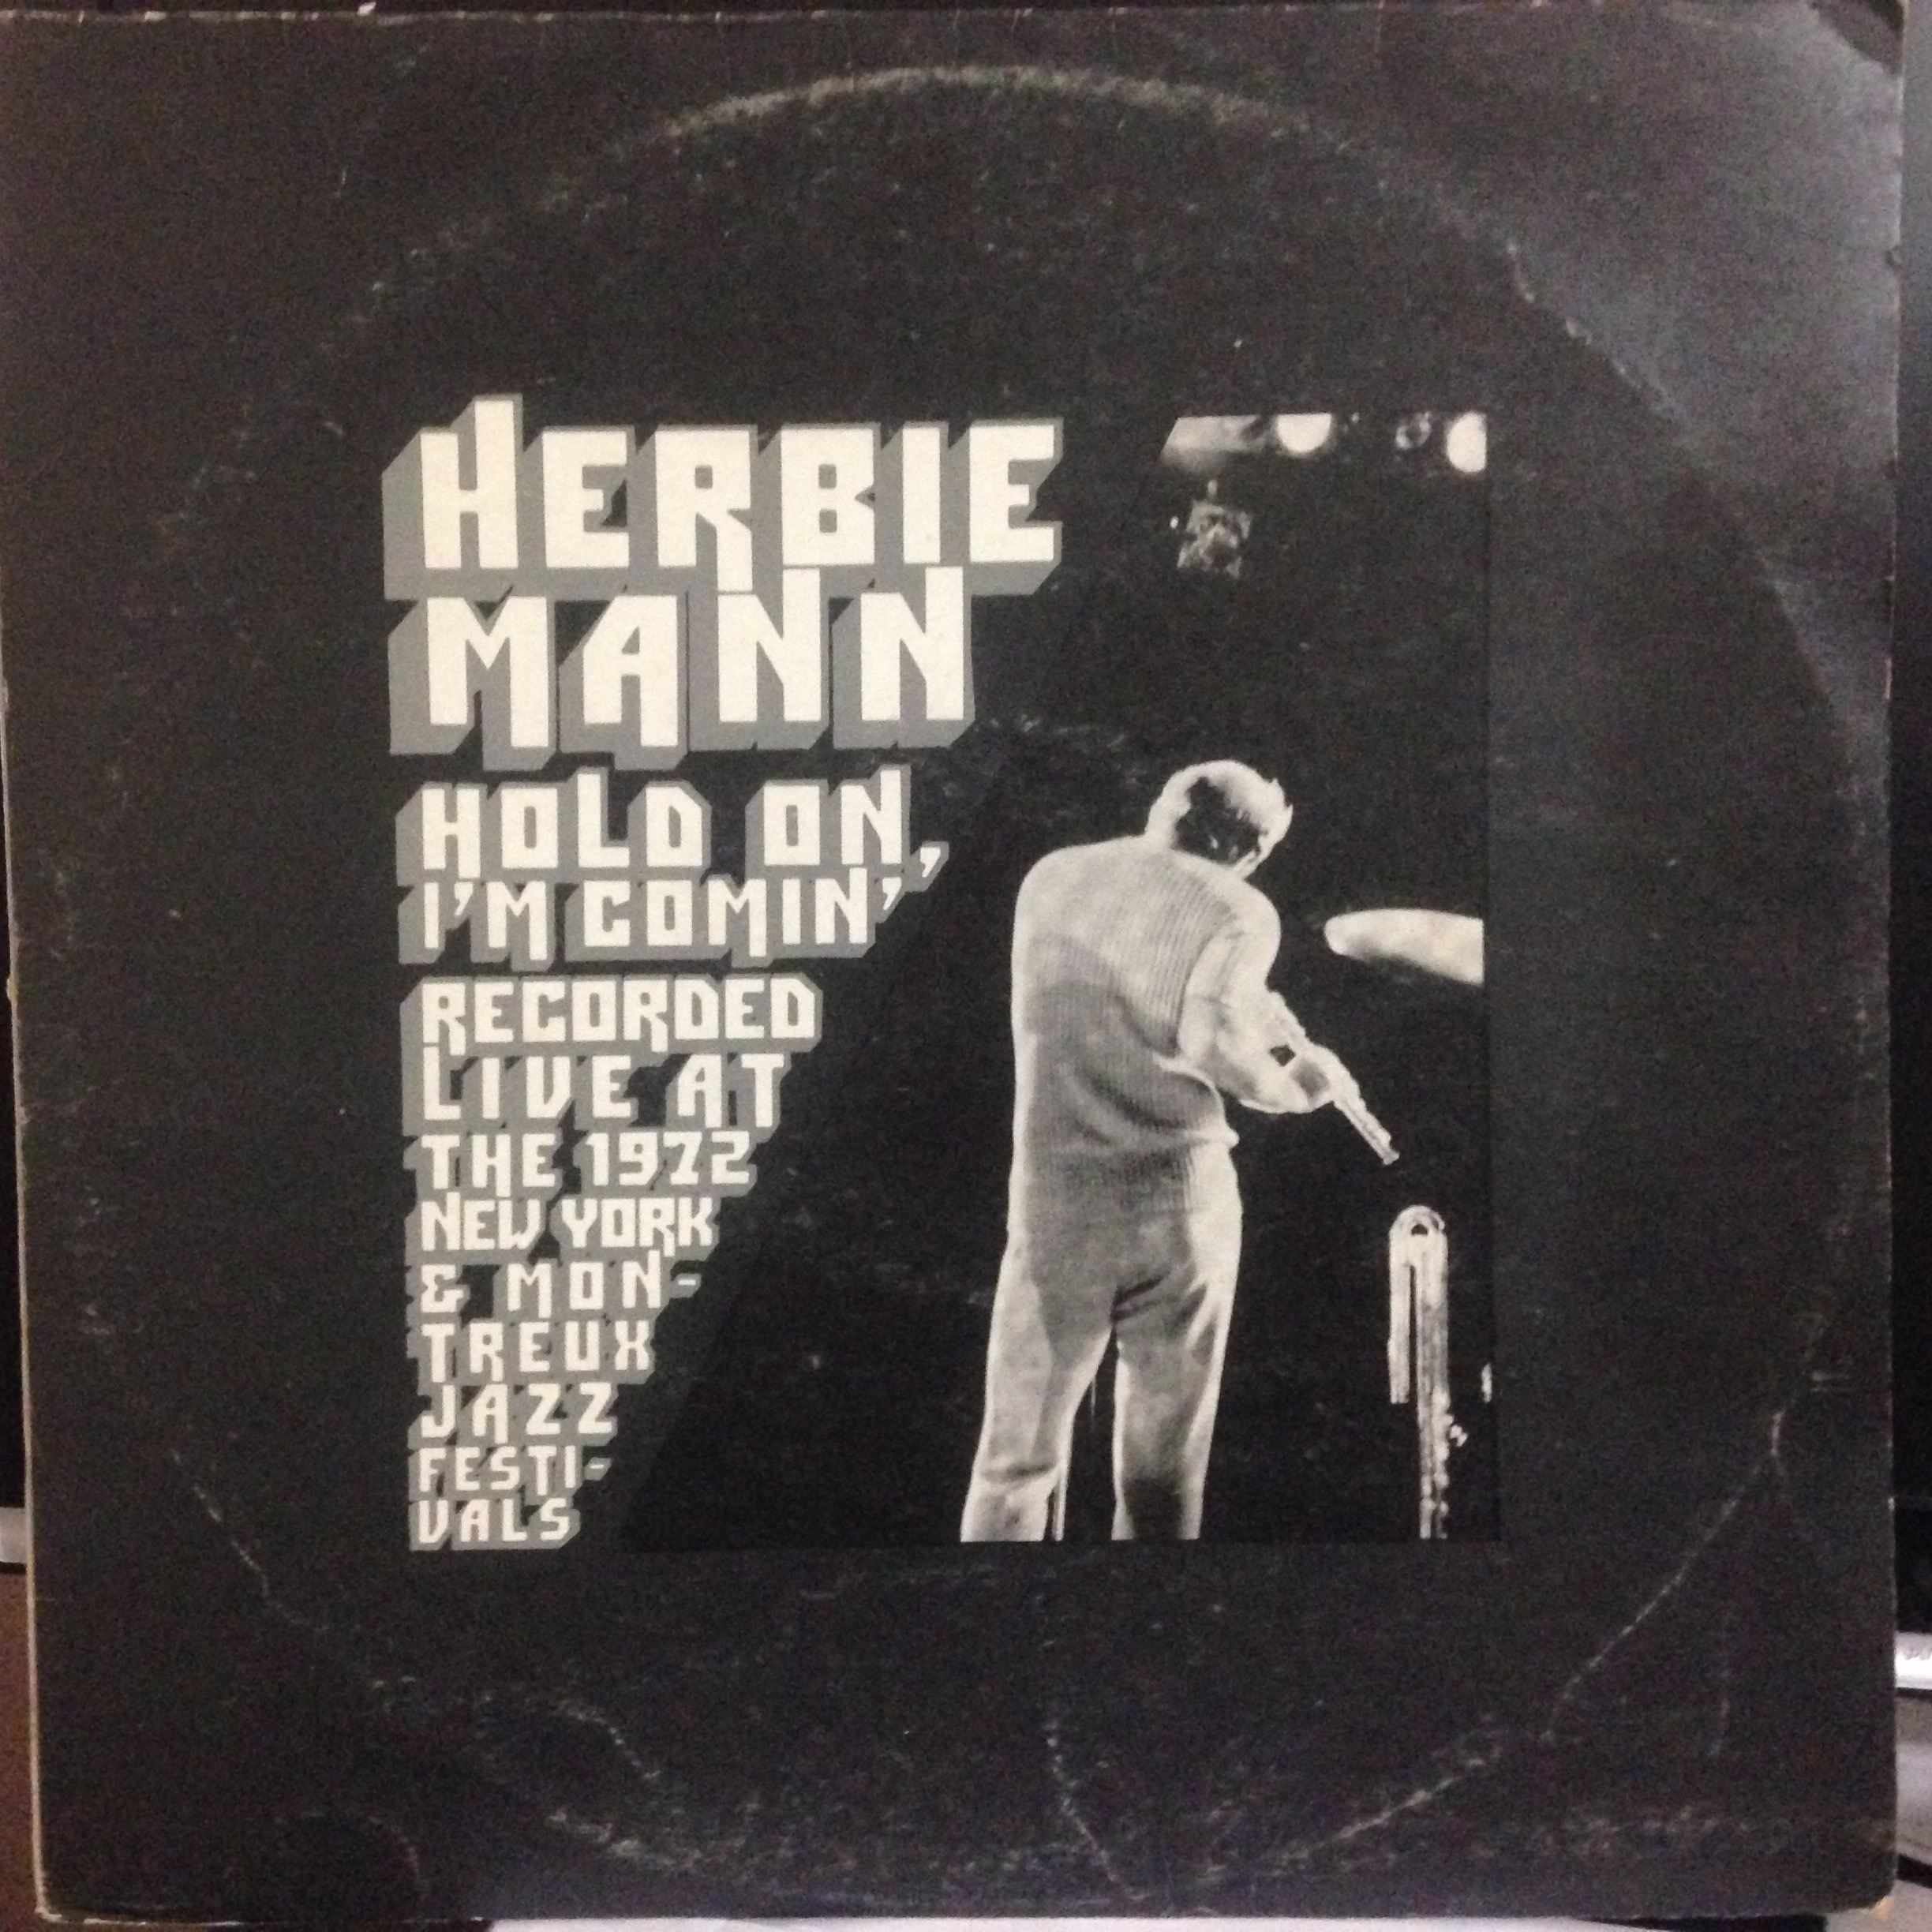 HERBIE
MANN
HOLD ON,
I'M COMIN'
RECORDED
LIVE AT
THE 1972
NEW YORK
& MON-
TREUX
JAZZ
FESTI-
VALS